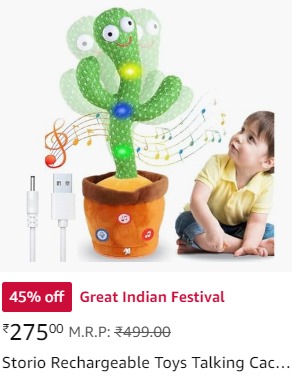 45% off Great Indian Festival
₹275⁰⁰ M.R.P: ₹499.00
Storio Rechargeable Toys Talking Cac...